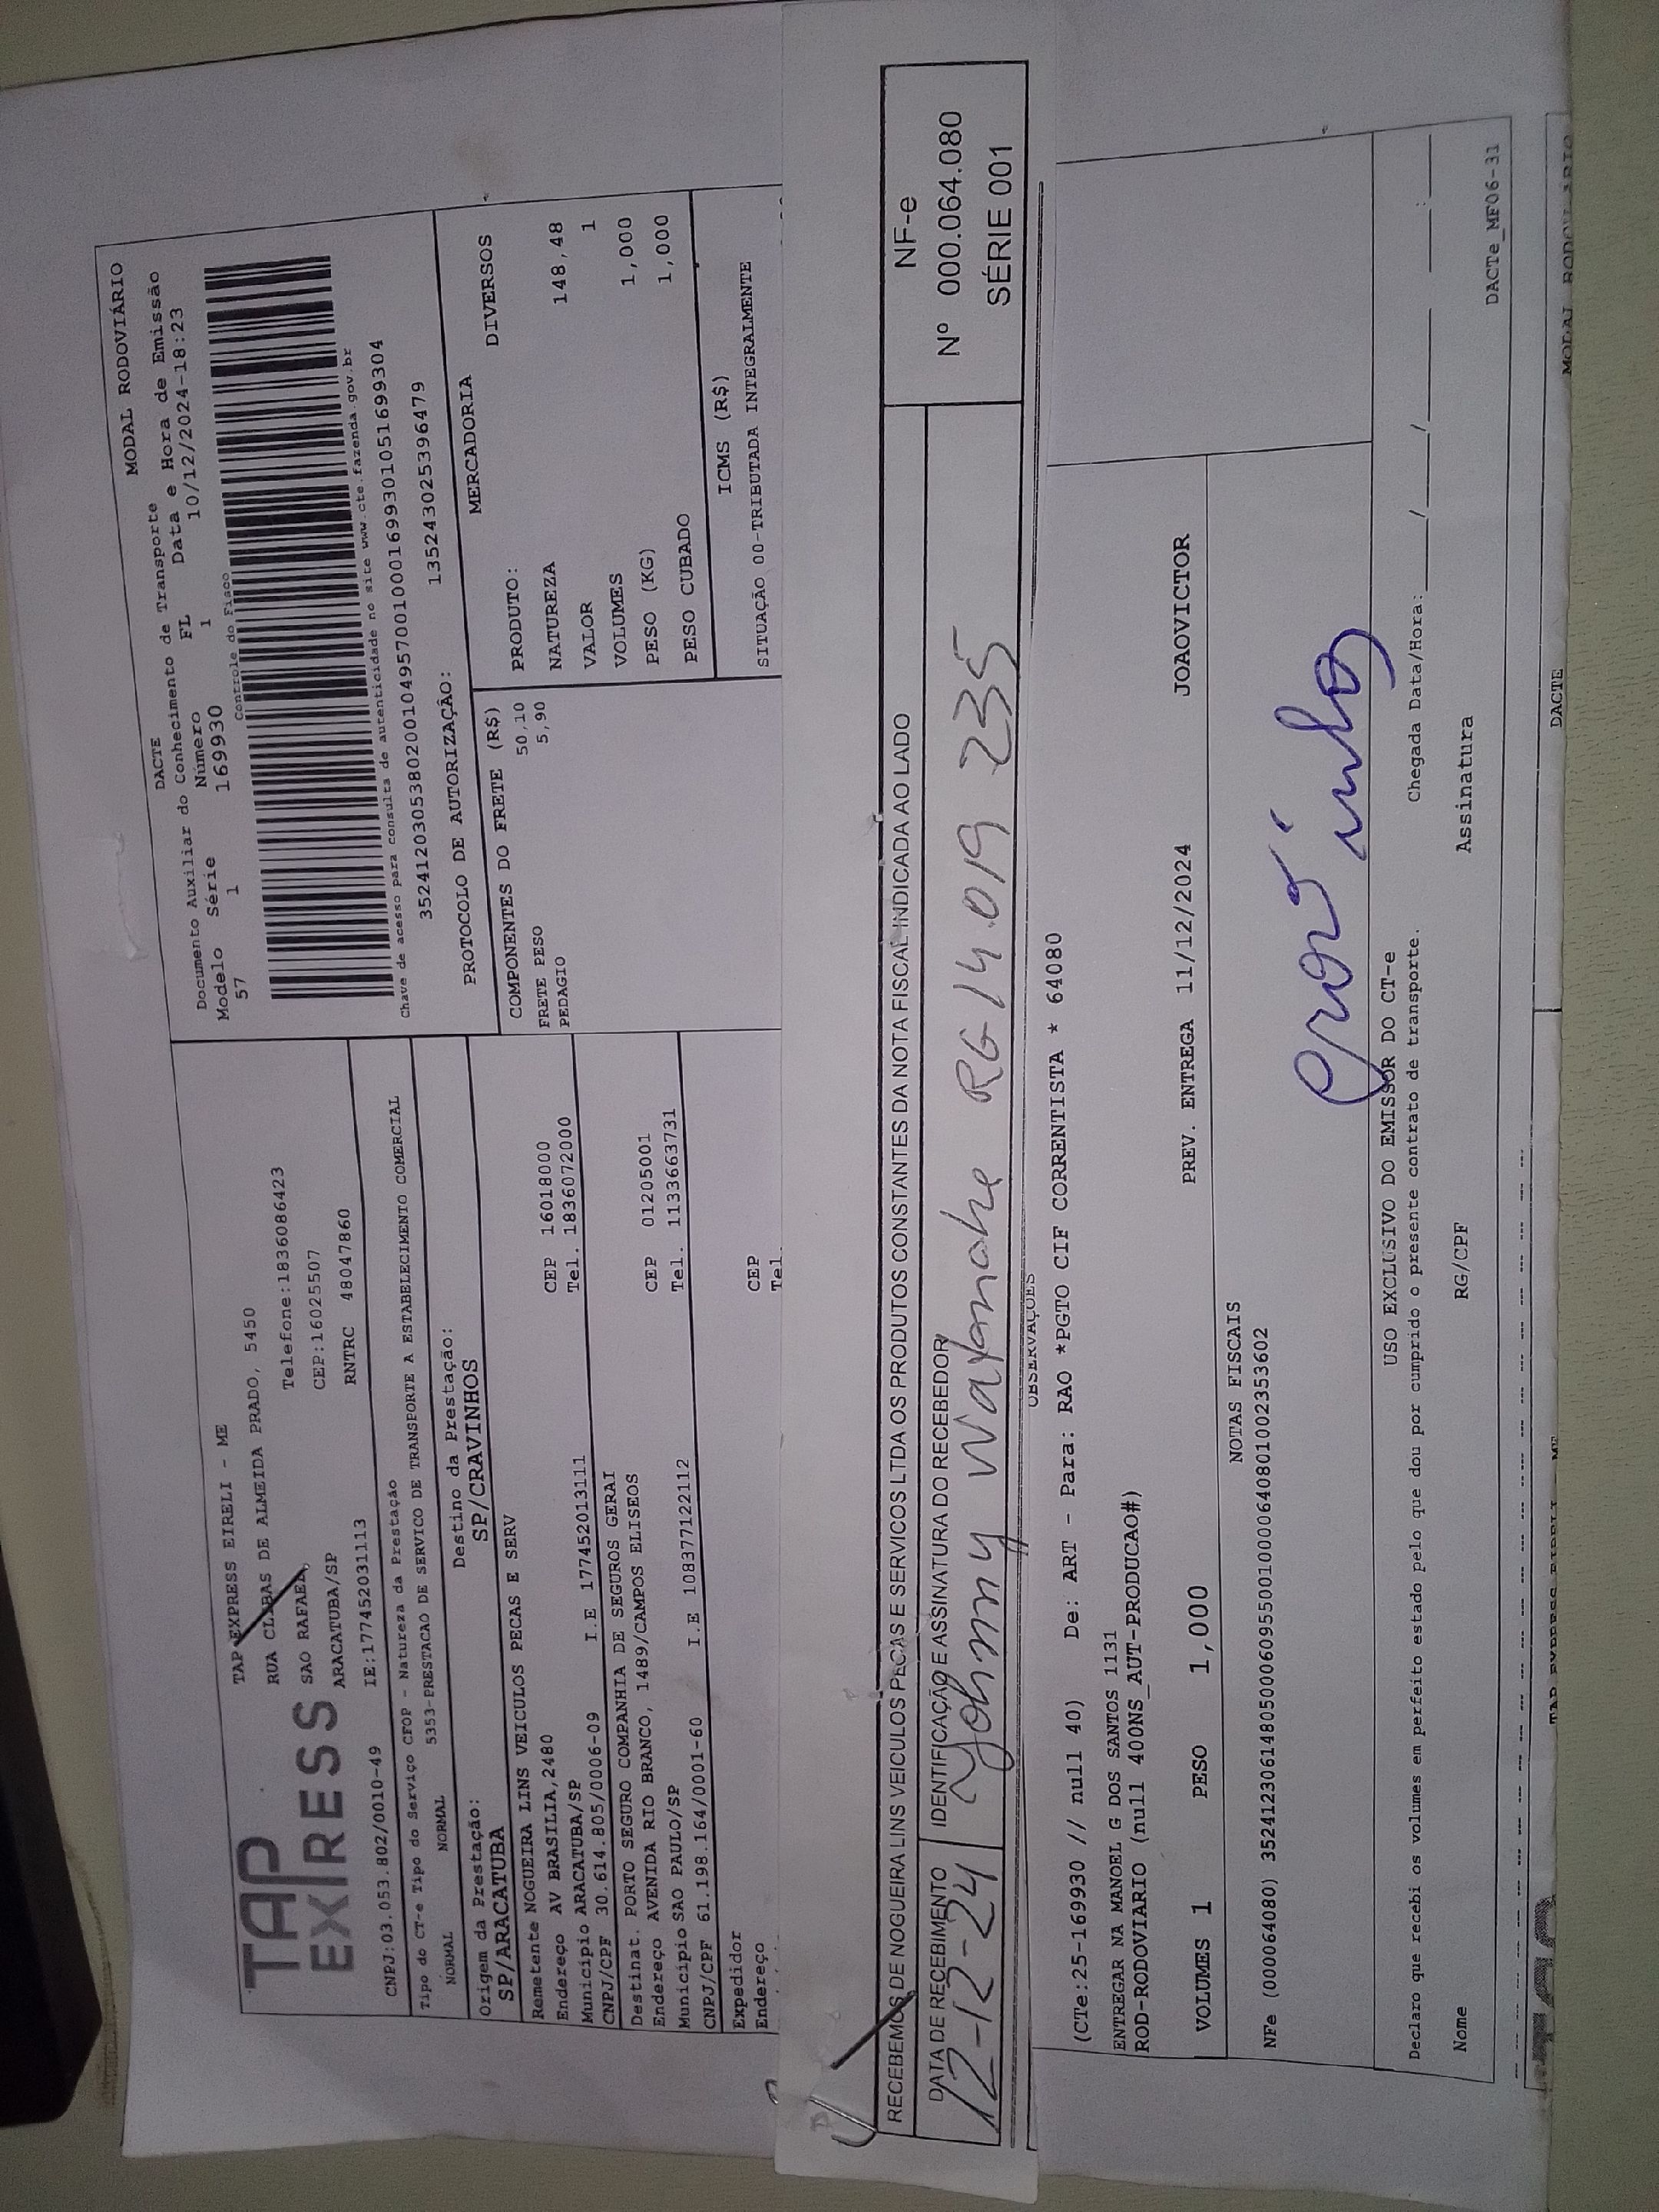 MODAL RODOVIÁRIO
TAP
EXPRESS
TAP EXPRESS EIRELI - ME
RUA CLIBAS DE ALMEIDA PRADO, 5450
Telefone:1836086423
SAO RAFAEL,
CEP:16025507
ARACATUBA/SP
RNTRC 48047860
CNPJ:03.053.802/0010-49
IE:177452031113
DACTE
Documento Auxiliar do Conhecimento de Transporte
Modelo Série Número FL Data e Hora de Emissão
57 1 169930 1 10/12/2024-18:23
Controle do Fisco
Chave de acesso para consulta de autenticidade no site www.cte.fazenda.gov.br
35241203053802001049570010001699301051699304
PROTOCOLO DE AUTORIZAÇÃO: 135243025396479
Tipo do CT-e Tipo do Serviço CFOP - Natureza da Prestação
NORMAL NORMAL 5353-PRESTACAO DE SERVICO DE TRANSPORTE A ESTABELECIMENTO COMERCIAL
Origem da Prestação: Destino da Prestação:
SP/ARACATUBA SP/CRAVINHOS
Remetente NOGUEIRA LINS VEICULOS PECAS E SERV
Endereço AV BRASILIA,2480 CEP 16018000
Município ARACATUBA/SP Tel. 1836072000
CNPJ/CPF 30.614.805/0006-09 I.E 177452013111
Destinat. PORTO SEGURO COMPANHIA DE SEGUROS GERAI
Endereço AVENIDA RIO BRANCO, 1489/CAMPOS ELISEOS CEP 01205001
Município SAO PAULO/SP Tel. 1133663731
CNPJ/CPF 61.198.164/0001-60 I.E 108377122112
Expedidor
Endereço CEP
Tel.
COMPONENTES DO FRETE (R$)
FRETE PESO 50,10
PEDAGIO 5,90
MERCADORIA
PRODUTO: DIVERSOS
NATUREZA
VALOR 148,48
VOLUMES 1
PESO (KG) 1,000
PESO CUBADO 1,000
ICMS (R$)
SITUAÇÃO 00-TRIBUTADA INTEGRALMENTE
RECEBEMOS DE NOGUEIRA LINS VEICULOS PECAS E SERVICOS LTDA OS PRODUTOS CONSTANTES DA NOTA FISCAL INDICADA AO LADO
DATA DE RECEBIMENTO IDENTIFICAÇÃO E ASSINATURA DO RECEBEDOR
12-12-24 Johnny Watanabe RG 14.019 235
NF-e
Nº 000.064.080
SÉRIE 001
OBSERVAÇÕES
(CTe:25-169930 // null 40) De: ART - Para: RAO *PGTO CIF CORRENTISTA * 64080
ENTREGAR NA MANOEL G DOS SANTOS 1131
ROD-RODOVIARIO (null 400NS_AUT-PRODUCAO#)
VOLUMES 1 PESO 1,000 PREV. ENTREGA 11/12/2024 JOAOVICTOR
NOTAS FISCAIS
NFe (000064080) 35241230614805000609550010000640801002353602
USO EXCLUSIVO DO EMISSOR DO CT-e
Declaro que recebi os volumes em perfeito estado pelo que dou por cumprido o presente contrato de transporte. Chegada Data/Hora:____/____/____ ____:____
Nome RG/CPF Assinatura
DACTe_MF06-31
TAP EXPRESS EIRELI - ME
DACTE
MODAL RODOVIÁRIO